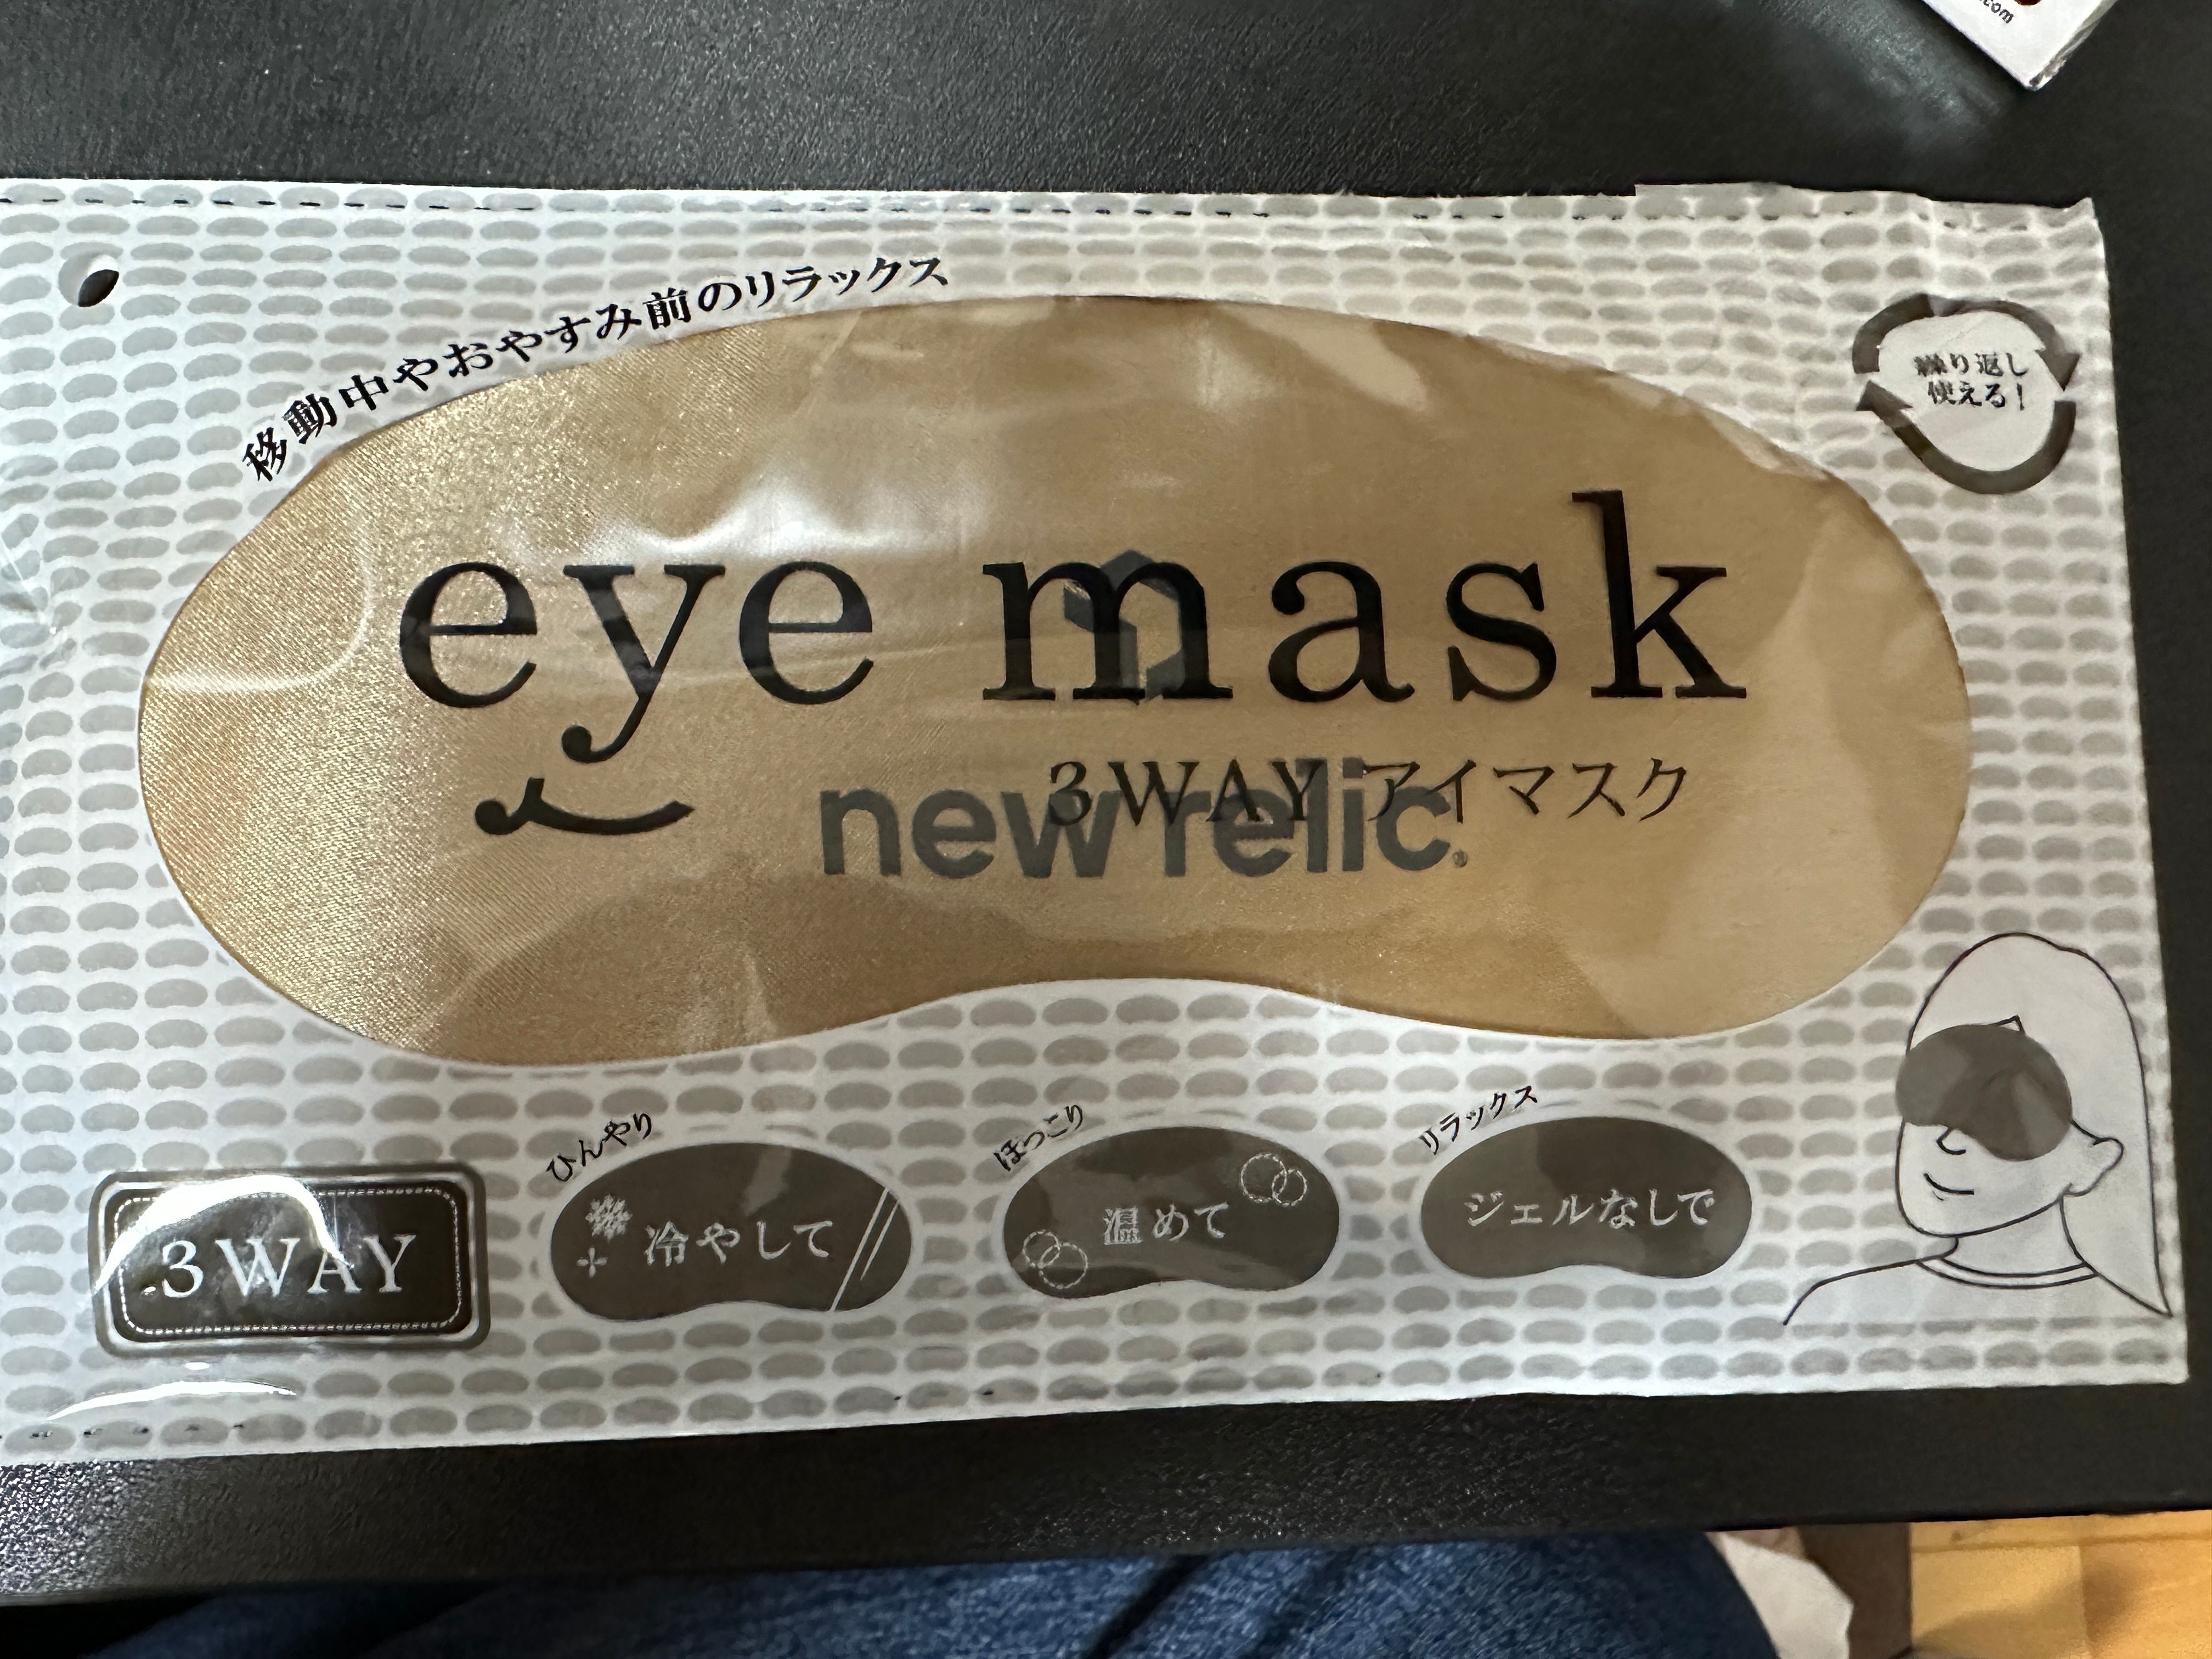 .com
移動中やおやすみ前のリラックス
繰り返し
使える!
eye mask
3WAY アイマスク
new relic®
3WAY
ひんやり
冷やして
ほっこり
温めて
リラックス
ジェルなしで